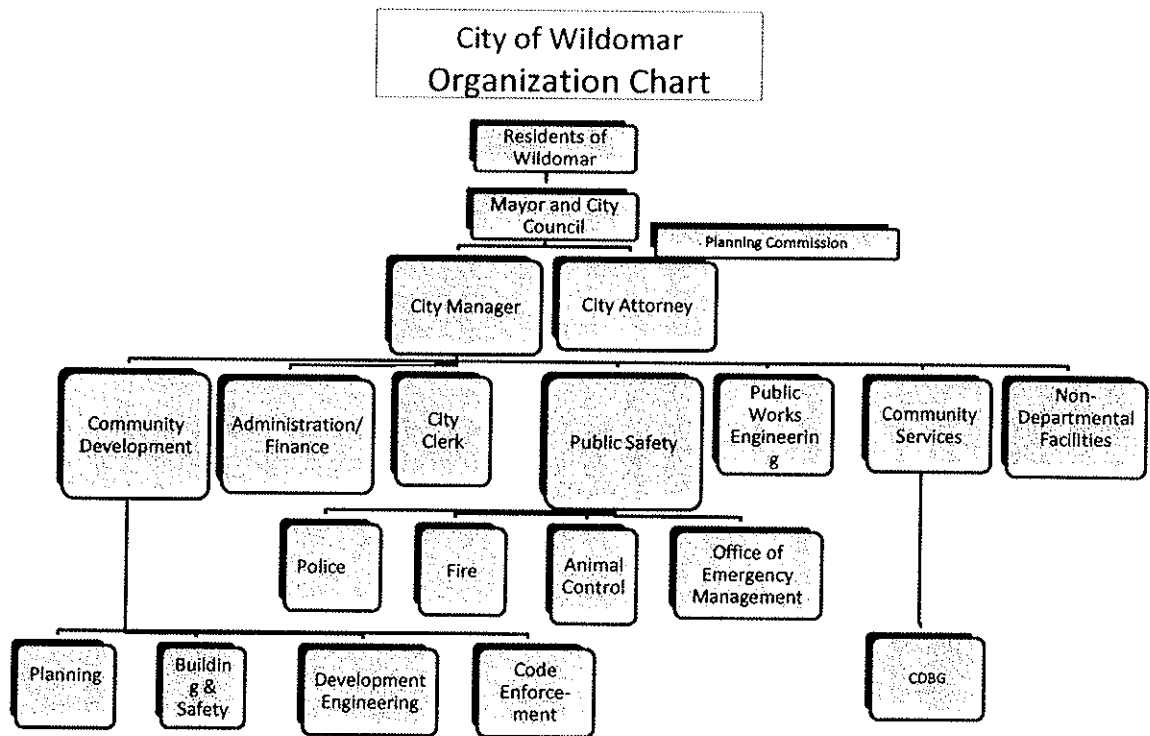 City of Wildomar
Organization Chart
Residents of
Wildomar
Mayor and City
Council
Planning Commission
City Manager
City Attorney
Community
Development
Administration/
Finance
City
Clerk
Public Safety
Public
Works
Engineerin
g
Community
Services
Non-
Departmental
Facilities
Police
Fire
Animal
Control
Office of
Emergency
Management
Planning
Buildin
g &
Safety
Development
Engineering
Code
Enforce-
ment
CDBG